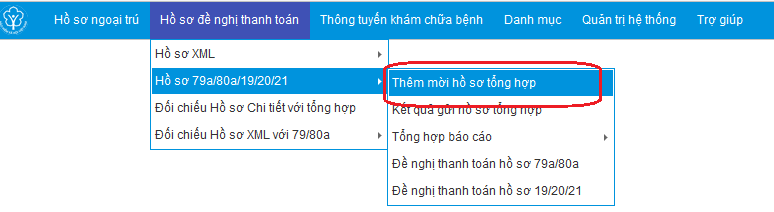 Hồ sơ ngoại trú Hồ sơ đề nghị thanh toán Thông tuyến khám chữa bệnh Danh mục Quản trị hệ thống Trợ giúp
Hồ sơ XML
Hồ sơ 79a/80a/19/20/21
Đối chiếu Hồ sơ Chi tiết với tổng hợp
Đối chiếu Hồ sơ XML với 79/80a
Thêm mới hồ sơ tổng hợp
Kết quả gửi hồ sơ tổng hợp
Tổng hợp báo cáo
Đề nghị thanh toán hồ sơ 79a/80a
Đề nghị thanh toán hồ sơ 19/20/21